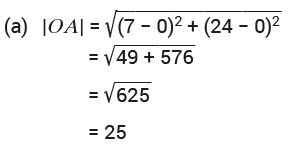 (a) |OA| = √(7 − 0)² + (24 − 0)²
= √49 + 576
= √625
= 25